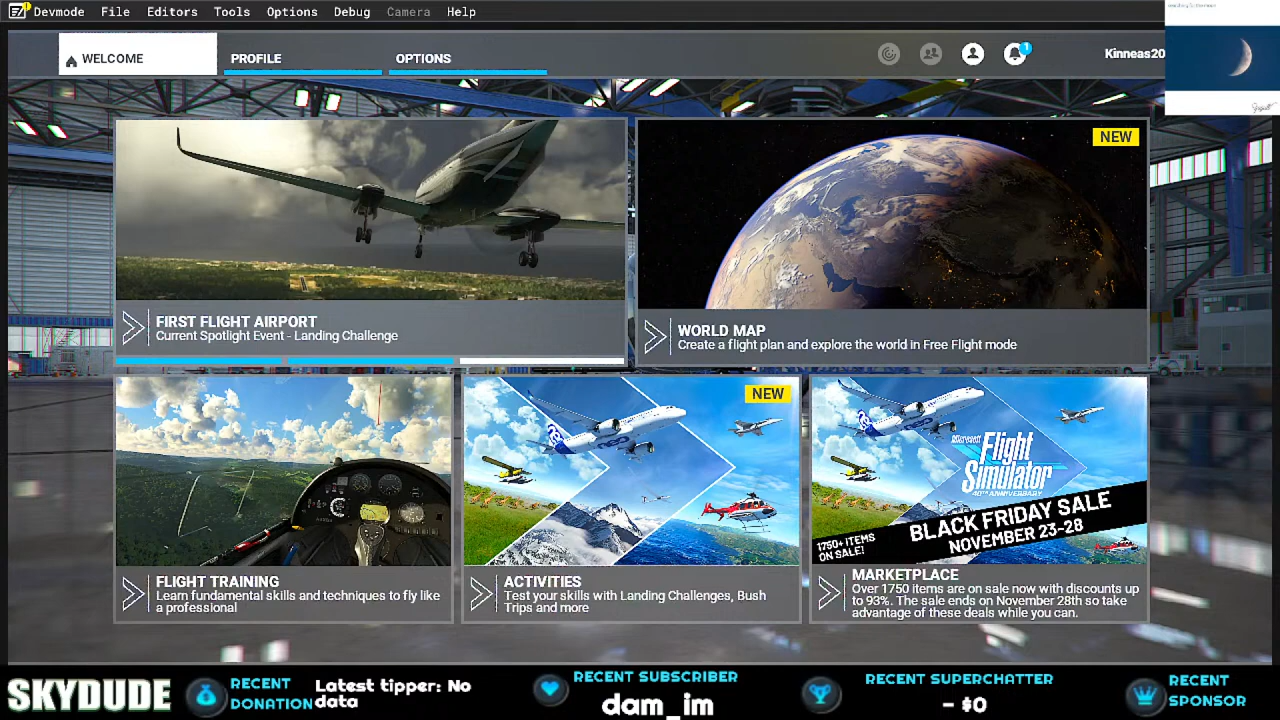 Devmode File Editors Tools Options Debug Camera Help
WELCOME PROFILE OPTIONS
1
Kinneas20
NEW
FIRST FLIGHT AIRPORT
Current Spotlight Event - Landing Challenge
WORLD MAP
Create a flight plan and explore the world in Free Flight mode
NEW
Microsoft
Flight
Simulator
40TH ANNIVERSARY
1750+ ITEMS
ON SALE!
BLACK FRIDAY SALE
NOVEMBER 23-28
FLIGHT TRAINING
Learn fundamental skills and techniques to fly like
a professional
ACTIVITIES
Test your skills with Landing Challenges, Bush
Trips and more
MARKETPLACE
Over 1750 items are on sale now with discounts up
to 93%. The sale ends on November 28th so take
advantage of these deals while you can.
SKYDUDE
RECENT
DONATION
Latest tipper: No
data
RECENT SUBSCRIBER
dam_im
RECENT SUPERCHATTER
- $0
RECENT
SPONSOR